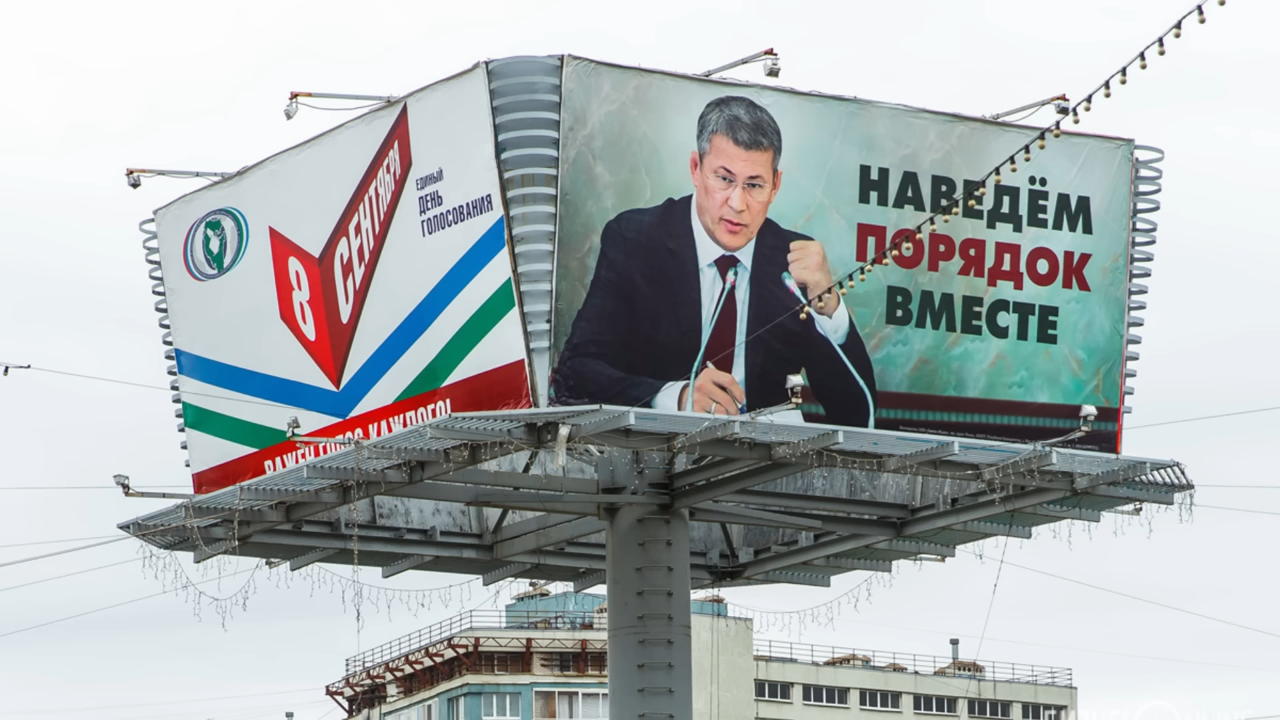 8 СЕНТЯБРЯ
ЕДИНЫЙ
ДЕНЬ
ГОЛОСОВАНИЯ
ВАЖЕН ГОЛОС КАЖДОГО!
НАВЕДЁМ
ПОРЯДОК
ВМЕСТЕ